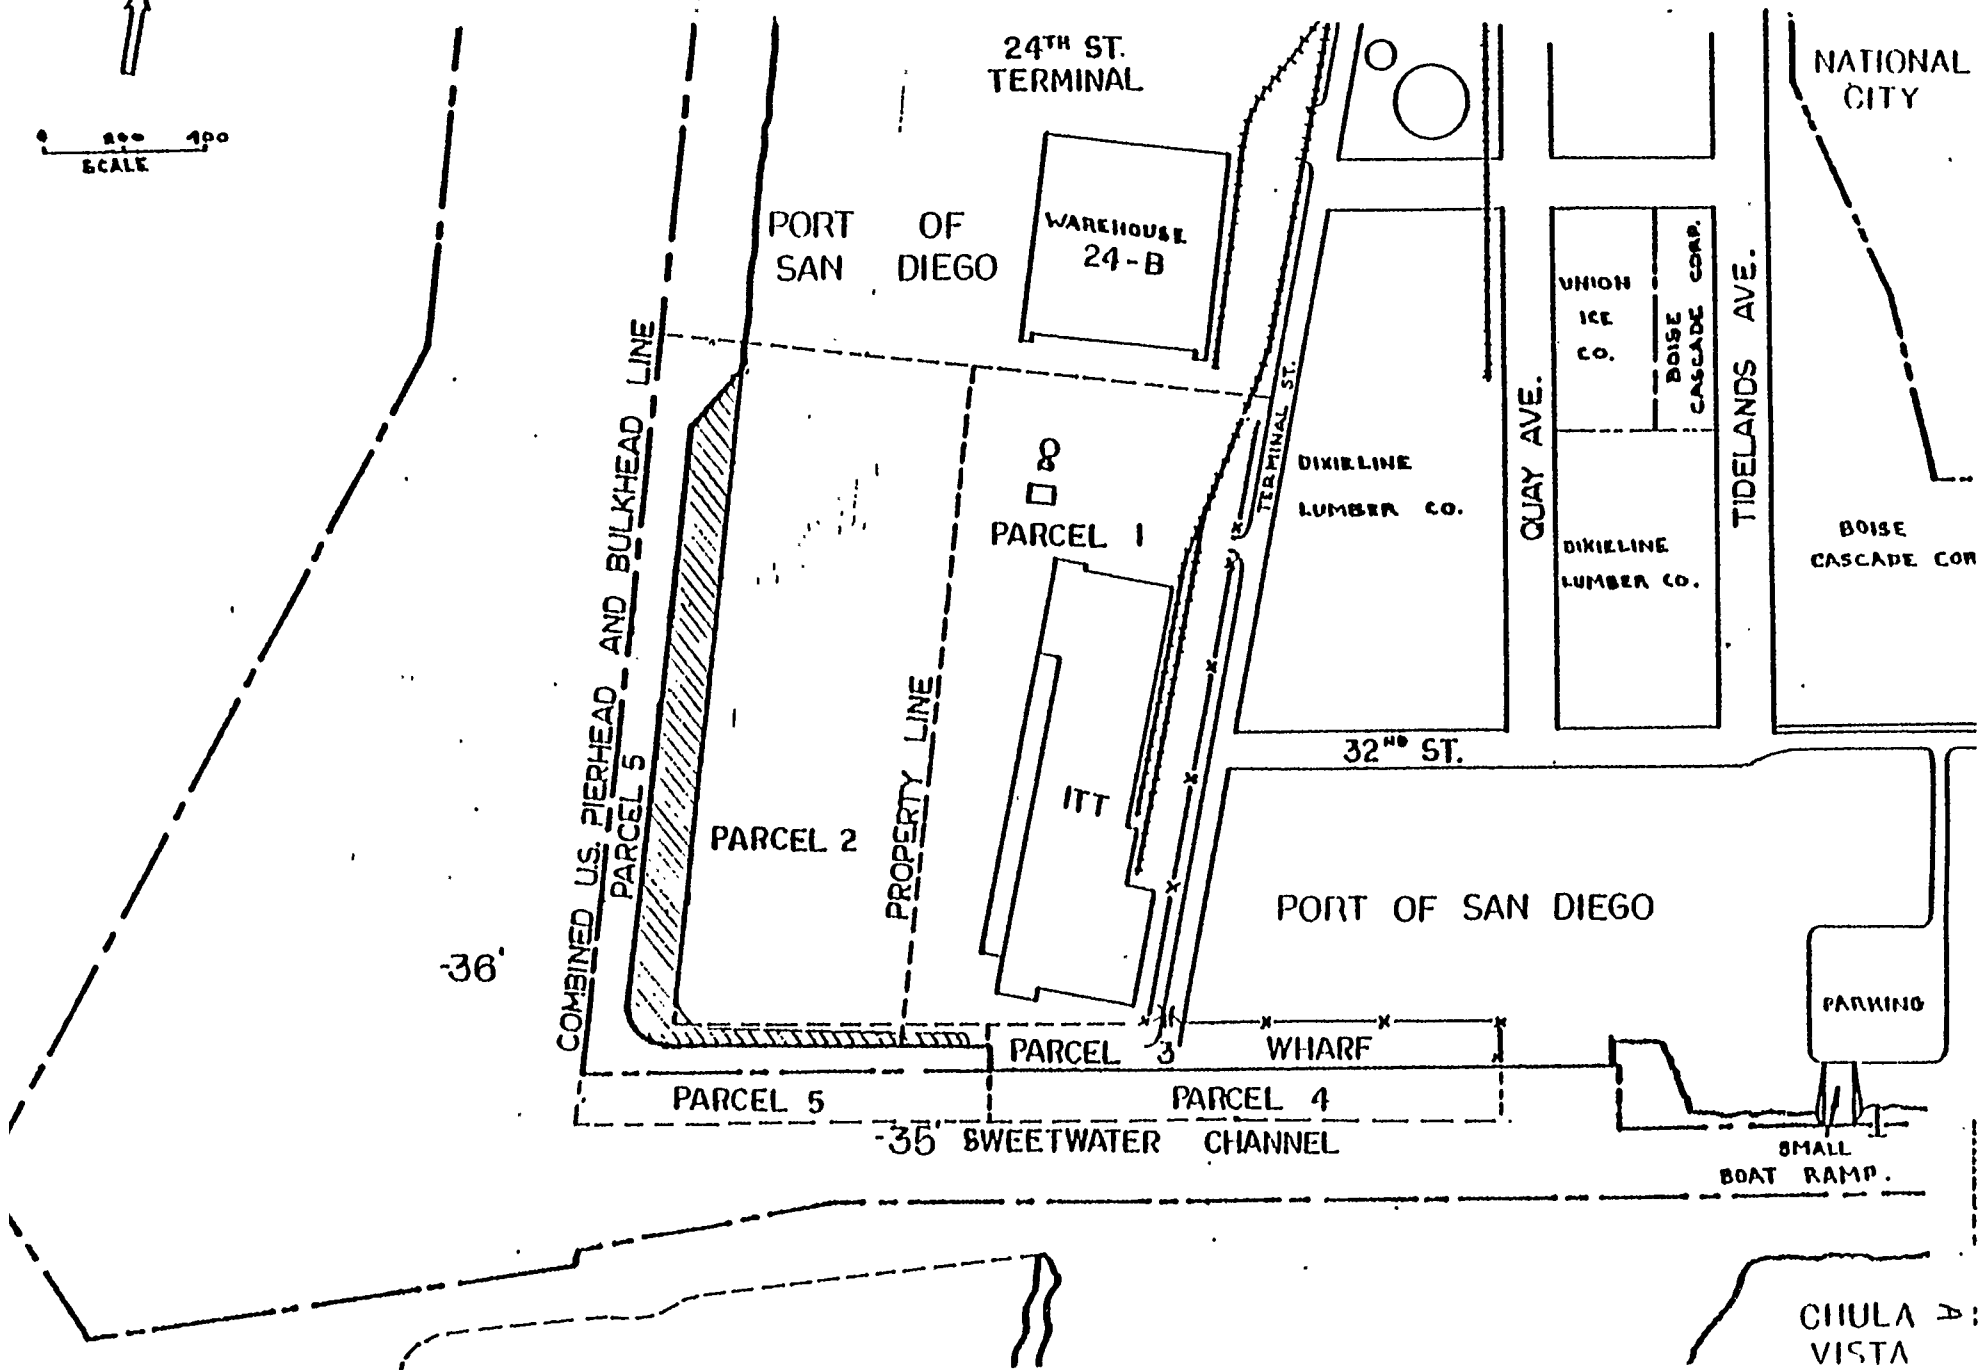 24TH ST.
TERMINAL
NATIONAL
CITY
0 200 400
SCALE
PORT OF
SAN DIEGO
WAREHOUSE
24-B
UNION
ICE
CO.
BOISE
CASCADE CORP.
TIDELANDS AVE.
QUAY AVE.
TERMINAL ST.
DIXIELINE
LUMBER CO.
DIXIELINE
LUMBER CO.
BOISE
CASCADE COR
PARCEL 1
COMBINED U.S. PIERHEAD AND BULKHEAD LINE
PARCEL 5
PARCEL 2
PROPERTY LINE
ITT
32ND ST.
PORT OF SAN DIEGO
-36'
PARKING
PARCEL 3 WHARF
PARCEL 5
PARCEL 4
-35' SWEETWATER CHANNEL
SMALL
BOAT RAMP.
CHULA
VISTA
A